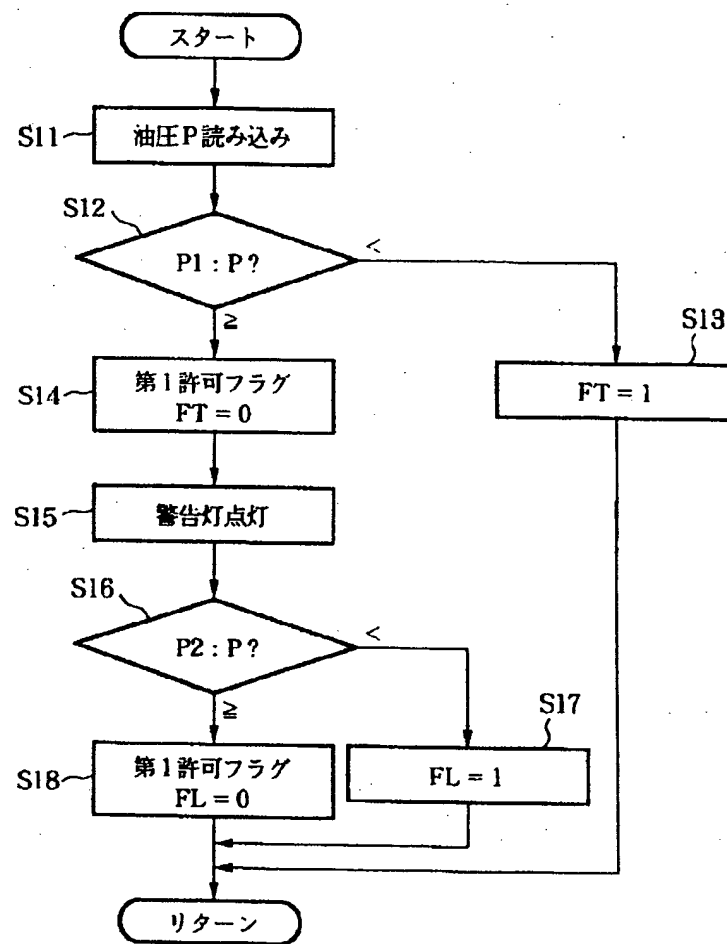 スタート
S11
油圧P読み込み
S12
P1:P?
<
≧
S13
FT=1
S14
第1許可フラグ
FT=0
S15
警告灯点灯
S16
P2:P?
<
≧
S17
FL=1
S18
第1許可フラグ
FL=0
リターン